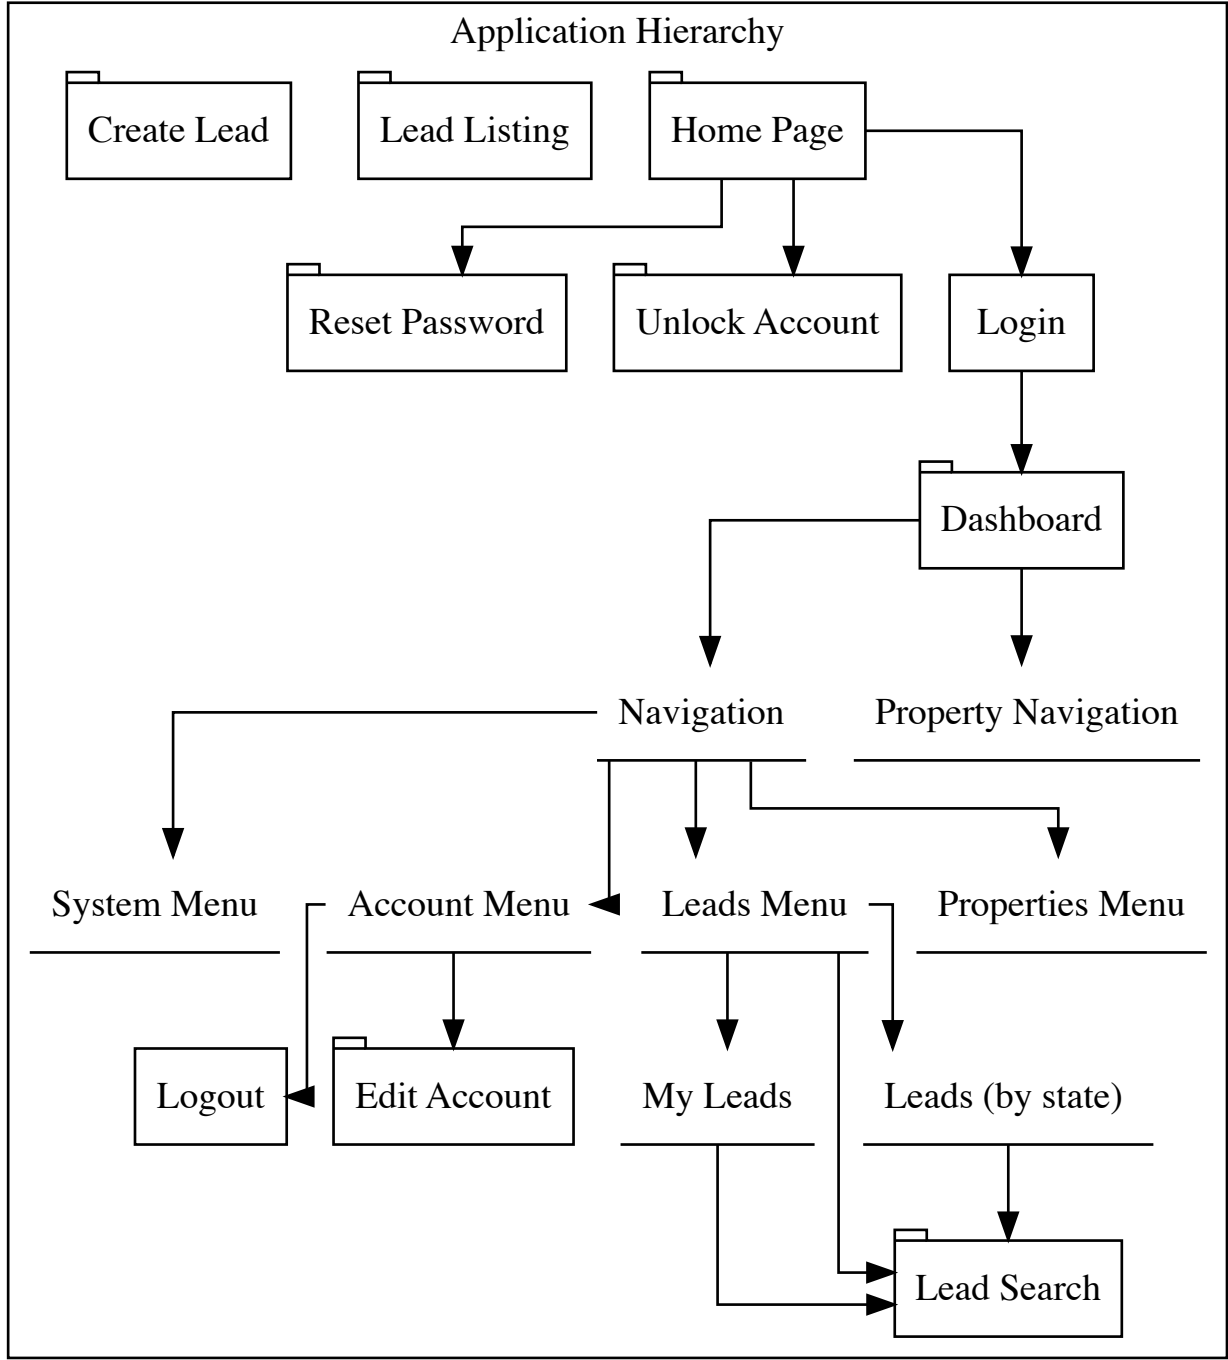 Application Hierarchy
Create Lead
Lead Listing
Home Page
Reset Password
Unlock Account
Login
Dashboard
Navigation
Property Navigation
System Menu
Account Menu
Leads Menu
Properties Menu
Logout
Edit Account
My Leads
Leads (by state)
Lead Search